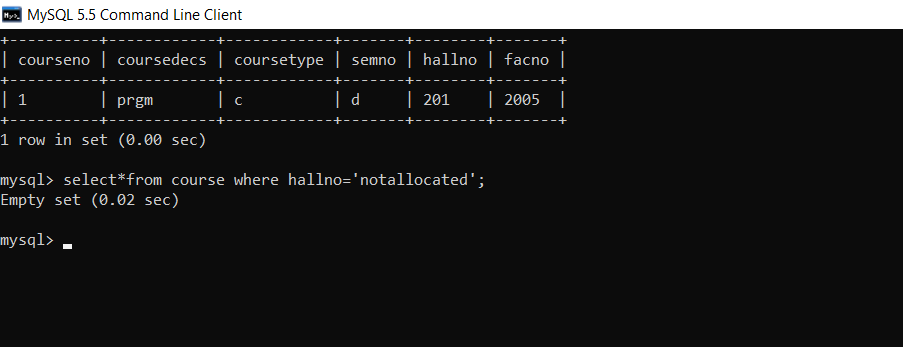 MySQL 5.5 Command Line Client
+----------+------------+------------+-------+--------+-------+
| courseno | coursedecs | coursetype | semno | hallno | facno |
+----------+------------+------------+-------+--------+-------+
| 1        | prgm       | c          | d     | 201    | 2005  |
+----------+------------+------------+-------+--------+-------+
1 row in set (0.00 sec)
mysql> select*from course where hallno='notallocated';
Empty set (0.02 sec)
mysql>